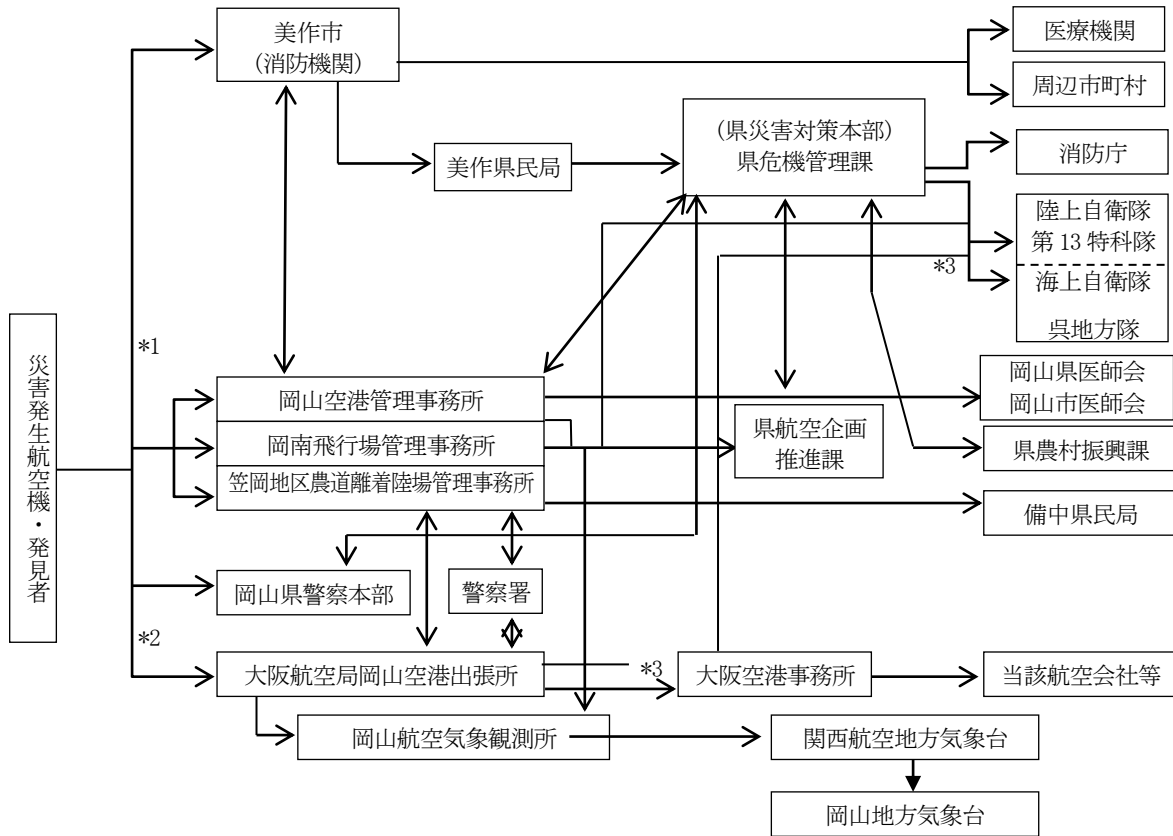 美作市
（消防機関）
医療機関
周辺市町村
（県災害対策本部）
県危機管理課
美作県民局
消防庁
陸上自衛隊
第13特科隊
*3
海上自衛隊
呉地方隊
災害発生航空機・発見者
*1
岡山空港管理事務所
岡山県医師会
岡山市医師会
岡南飛行場管理事務所
県航空企画
推進課
県農村振興課
笠岡地区農道離着陸場管理事務所
備中県民局
岡山県警察本部
警察署
*2
大阪航空局岡山空港出張所
*3
大阪空港事務所
当該航空会社等
岡山航空気象観測所
関西航空地方気象台
岡山地方気象台